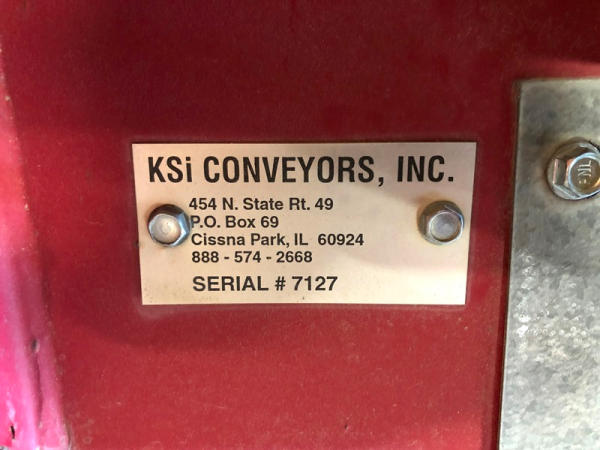 KSi CONVEYORS, INC.
454 N. State Rt. 49
P.O. Box 69
Cissna Park, IL 60924
888 - 574 - 2668
SERIAL # 7127